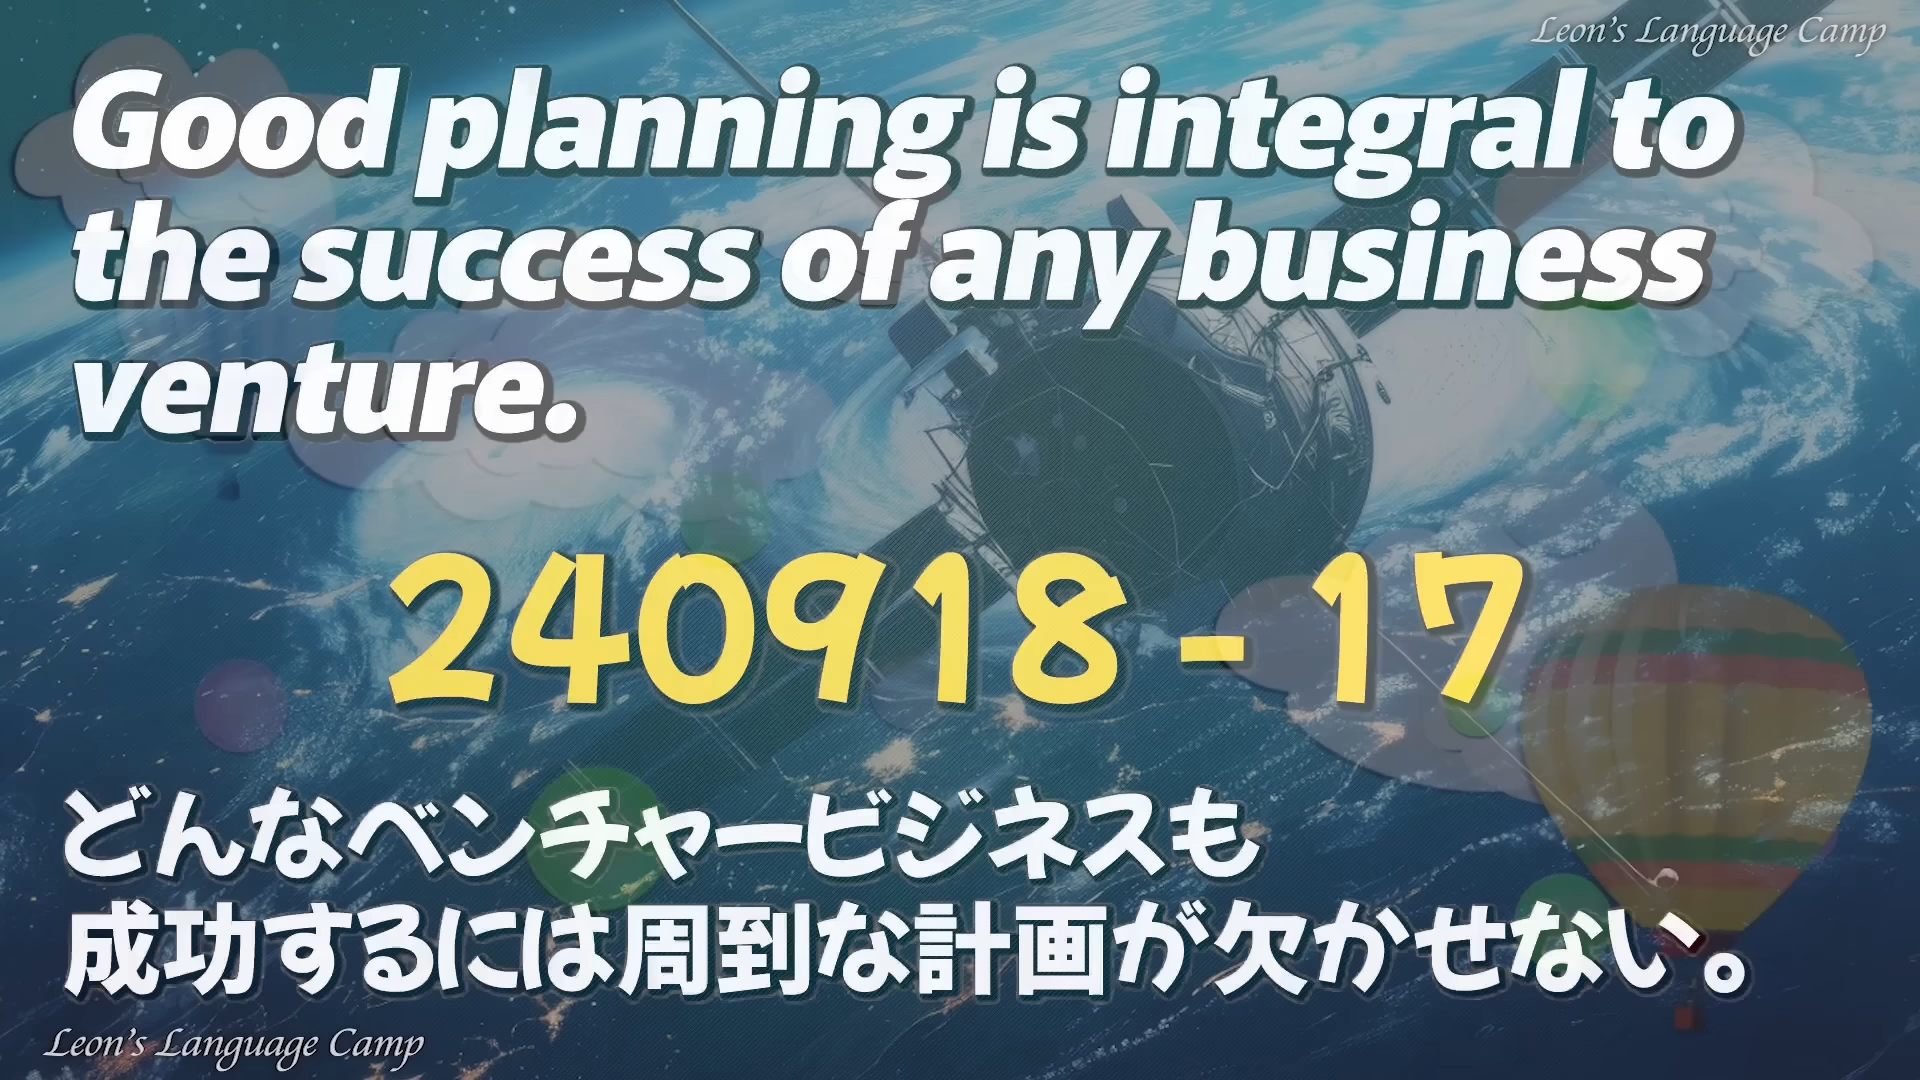 Leon's Language Camp
Good planning is integral to
the success of any business
venture.
240918-17
どんなベンチャービジネスも
成功するには周到な計画が欠かせない。
Leon's Language Camp